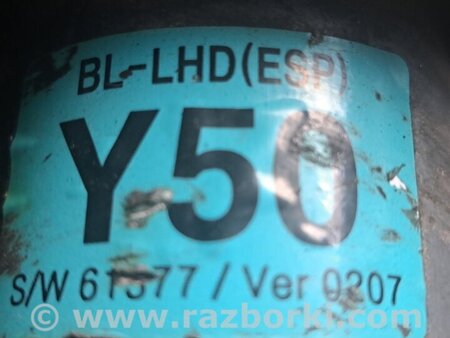 BL-LHD(ESP)
Y50
S/W 61377 / Ver 0207
© www.razborki.com